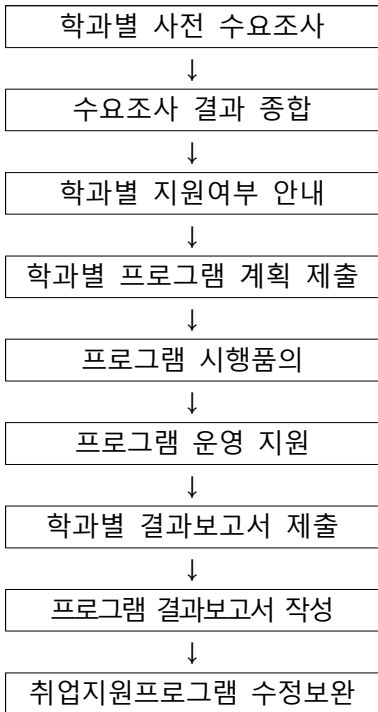 학과별 사전 수요조사
↓
수요조사 결과 종합
↓
학과별 지원여부 안내
↓
학과별 프로그램 계획 제출
↓
프로그램 시행품의
↓
프로그램 운영 지원
↓
학과별 결과보고서 제출
↓
프로그램 결과보고서 작성
↓
취업지원프로그램 수정보완